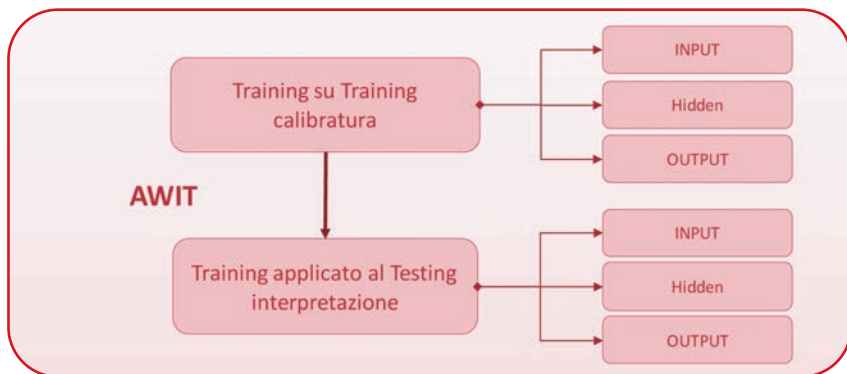 Training su Training
calibratura
INPUT
Hidden
OUTPUT
AWIT
Training applicato al Testing
interpretazione
INPUT
Hidden
OUTPUT